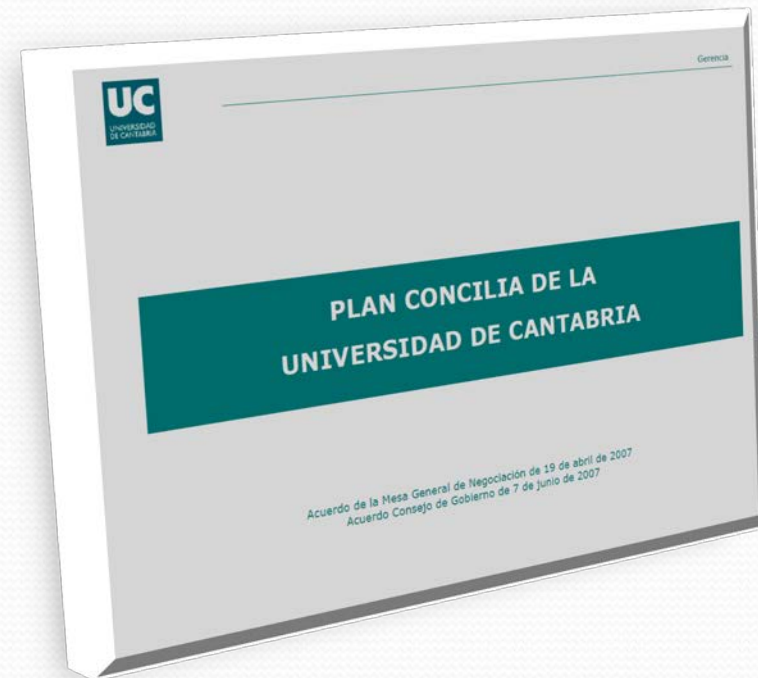 Gerencia
UC
UNIVERSIDAD
DE CANTABRIA
PLAN CONCILIA DE LA
UNIVERSIDAD DE CANTABRIA
Acuerdo de la Mesa General de Negociación de 19 de abril de 2007
Acuerdo Consejo de Gobierno de 7 de junio de 2007